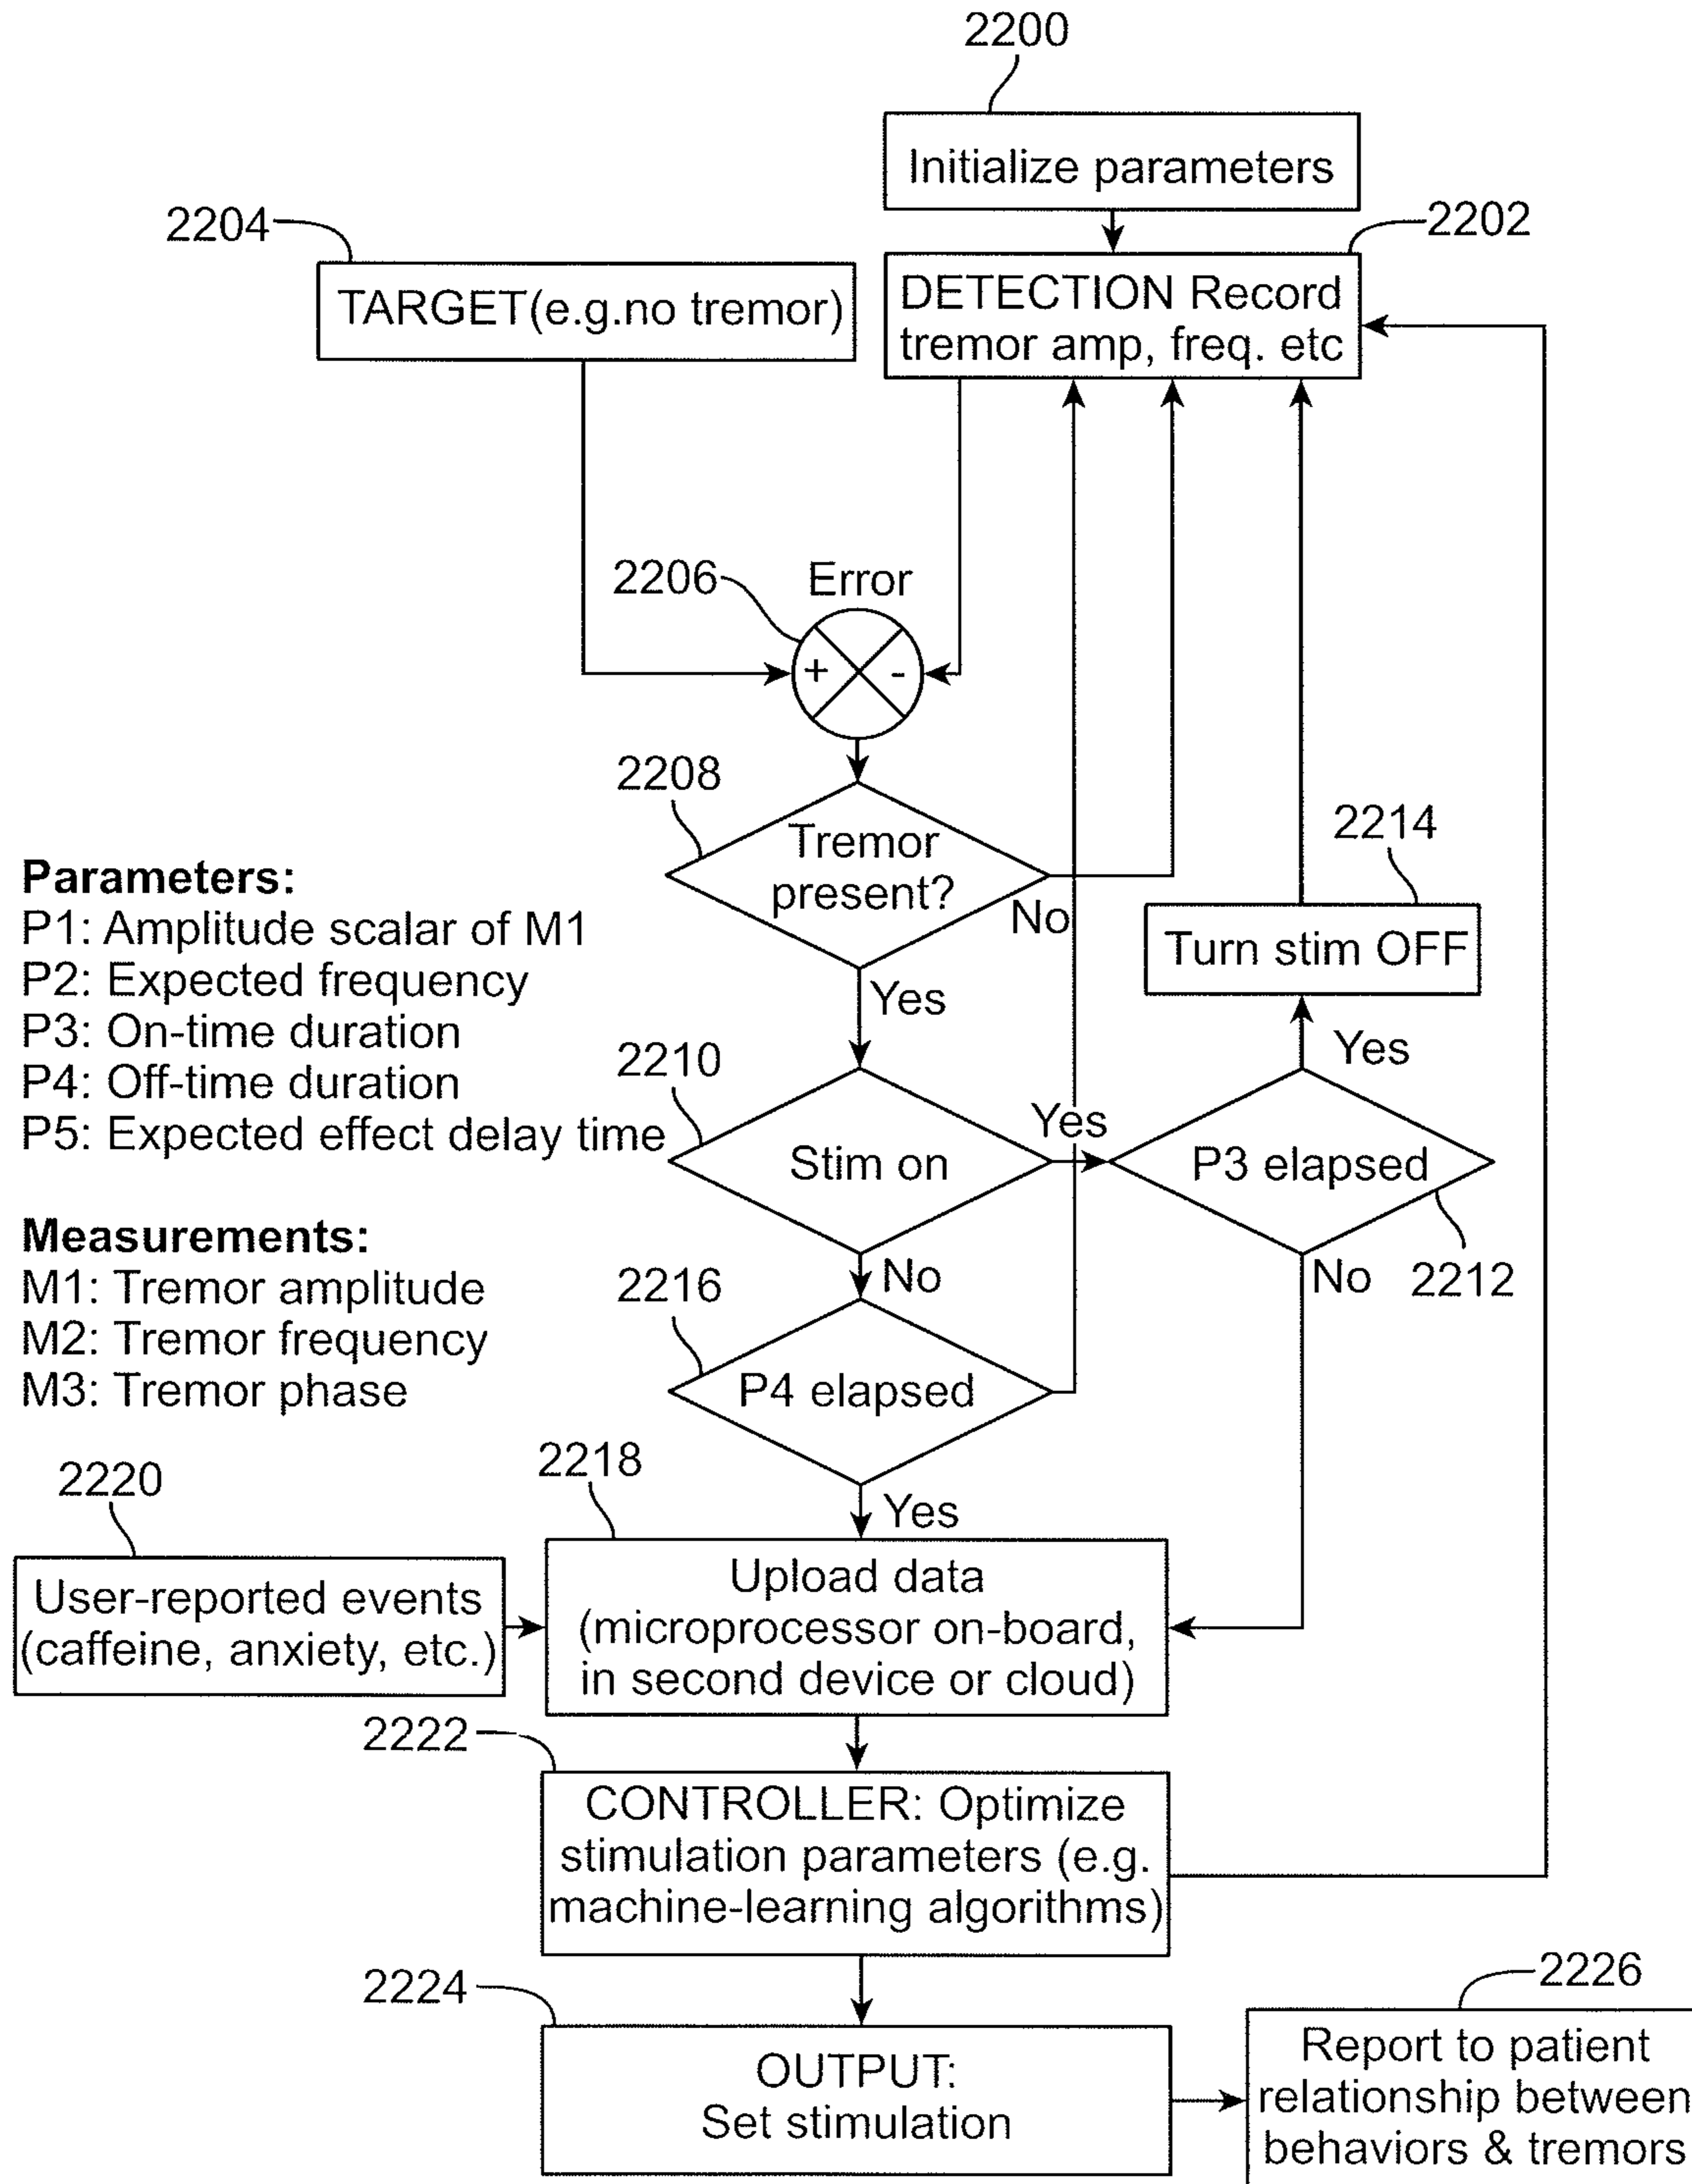 2200
Initialize parameters
2202
2204
TARGET(e.g.no tremor)
DETECTION Record
tremor amp, freq. etc
2206
Error
+
-
2208
Tremor
present?
No
Yes
2214
Turn stim OFF
Yes
Parameters:
P1: Amplitude scalar of M1
P2: Expected frequency
P3: On-time duration
P4: Off-time duration
P5: Expected effect delay time
2210
Stim on
Yes
P3 elapsed
2212
No
No
Measurements:
M1: Tremor amplitude
M2: Tremor frequency
M3: Tremor phase
2216
P4 elapsed
Yes
2220
User-reported events
(caffeine, anxiety, etc.)
2218
Upload data
(microprocessor on-board,
in second device or cloud)
2222
CONTROLLER: Optimize
stimulation parameters (e.g.
machine-learning algorithms)
2224
OUTPUT:
Set stimulation
2226
Report to patient
relationship between
behaviors & tremors